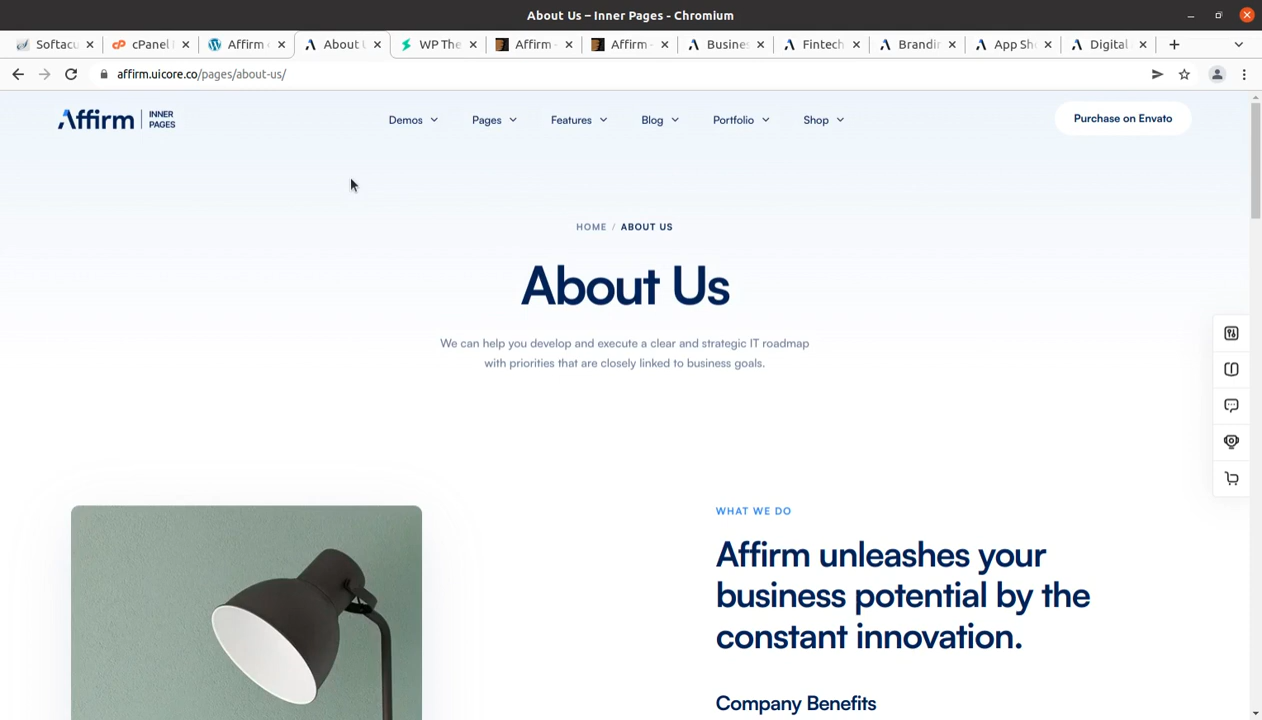 About Us – Inner Pages - Chromium
Softacu
cPanel
Affirm
About U
WP The
Affirm -
Affirm -
Busine
Fintech
Brandi
App Sh
Digital
affirm.uicore.co/pages/about-us/
Affirm
INNER
PAGES
Demos
Pages
Features
Blog
Portfolio
Shop
Purchase on Envato
HOME / ABOUT US
About Us
We can help you develop and execute a clear and strategic IT roadmap
with priorities that are closely linked to business goals.
WHAT WE DO
Affirm unleashes your
business potential by the
constant innovation.
Company Benefits